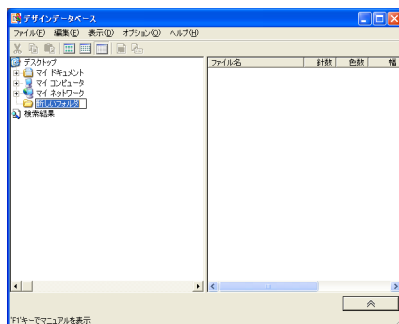 デザインデータベース
ファイル(F) 編集(E) 表示(D) オプション(O) ヘルプ(H)
デスクトップ
マイ ドキュメント
マイ コンピュータ
マイ ネットワーク
新しいフォルダ
検索結果
ファイル名 針数 色数 幅
'F1'キーでマニュアルを表示